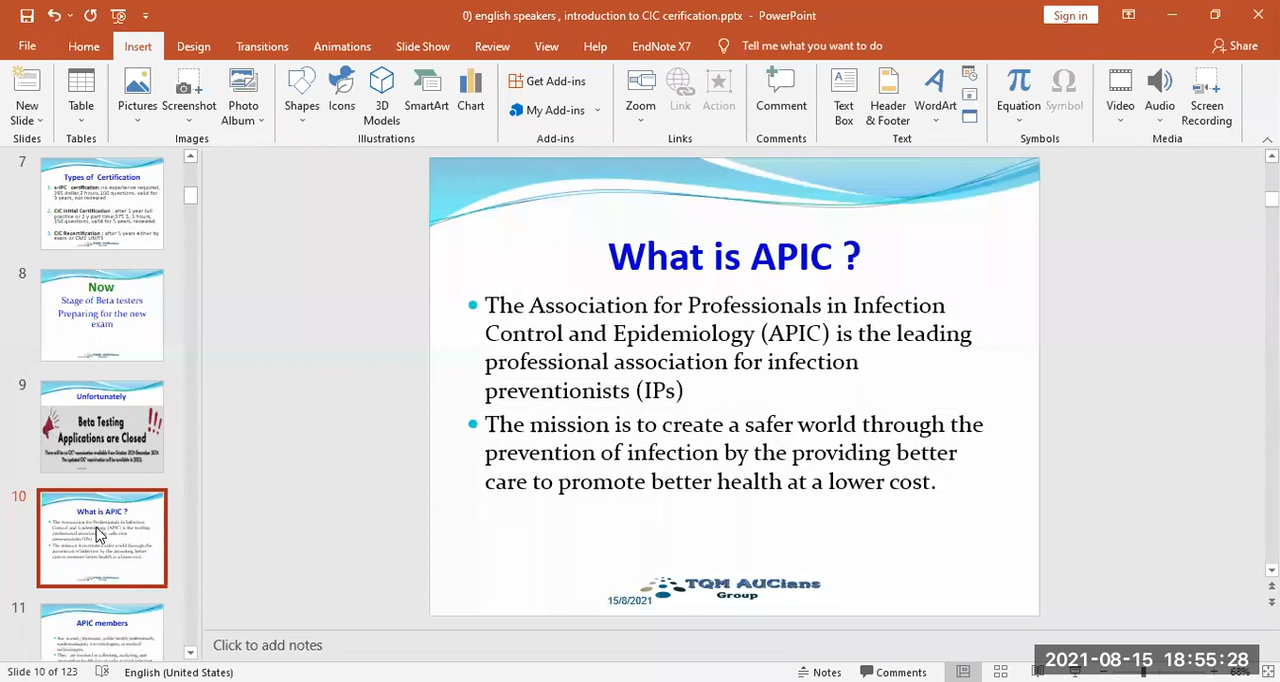 0) english speakers , introduction to CIC cerification.pptx - PowerPoint
Sign in
File Home Insert Design Transitions Animations Slide Show Review View Help EndNote X7 Tell me what you want to do Share
New Slide
Slides
Table
Tables
Pictures Screenshot Photo Album
Images
Shapes Icons 3D Models SmartArt Chart
Illustrations
Get Add-ins
My Add-ins
Add-ins
Zoom Link Action
Links
Comment
Comments
Text Box Header & Footer WordArt
Text
Equation Symbol
Symbols
Video Audio Screen Recording
Media
7
Types of Certification
8
Now
Stage of Beta testers
Preparing for the new
exam
9
Unfortunately
Beta Testing
Applications are Closed
10
What is APIC ?
11
APIC members
What is APIC ?
The Association for Professionals in Infection
Control and Epidemiology (APIC) is the leading
professional association for infection
preventionists (IPs)
The mission is to create a safer world through the
prevention of infection by the providing better
care to promote better health at a lower cost.
TQM AUCians
Group
15/8/2021
Click to add notes
Slide 10 of 123
English (United States)
Notes
Comments
2021-08-15 18:55:28
68%